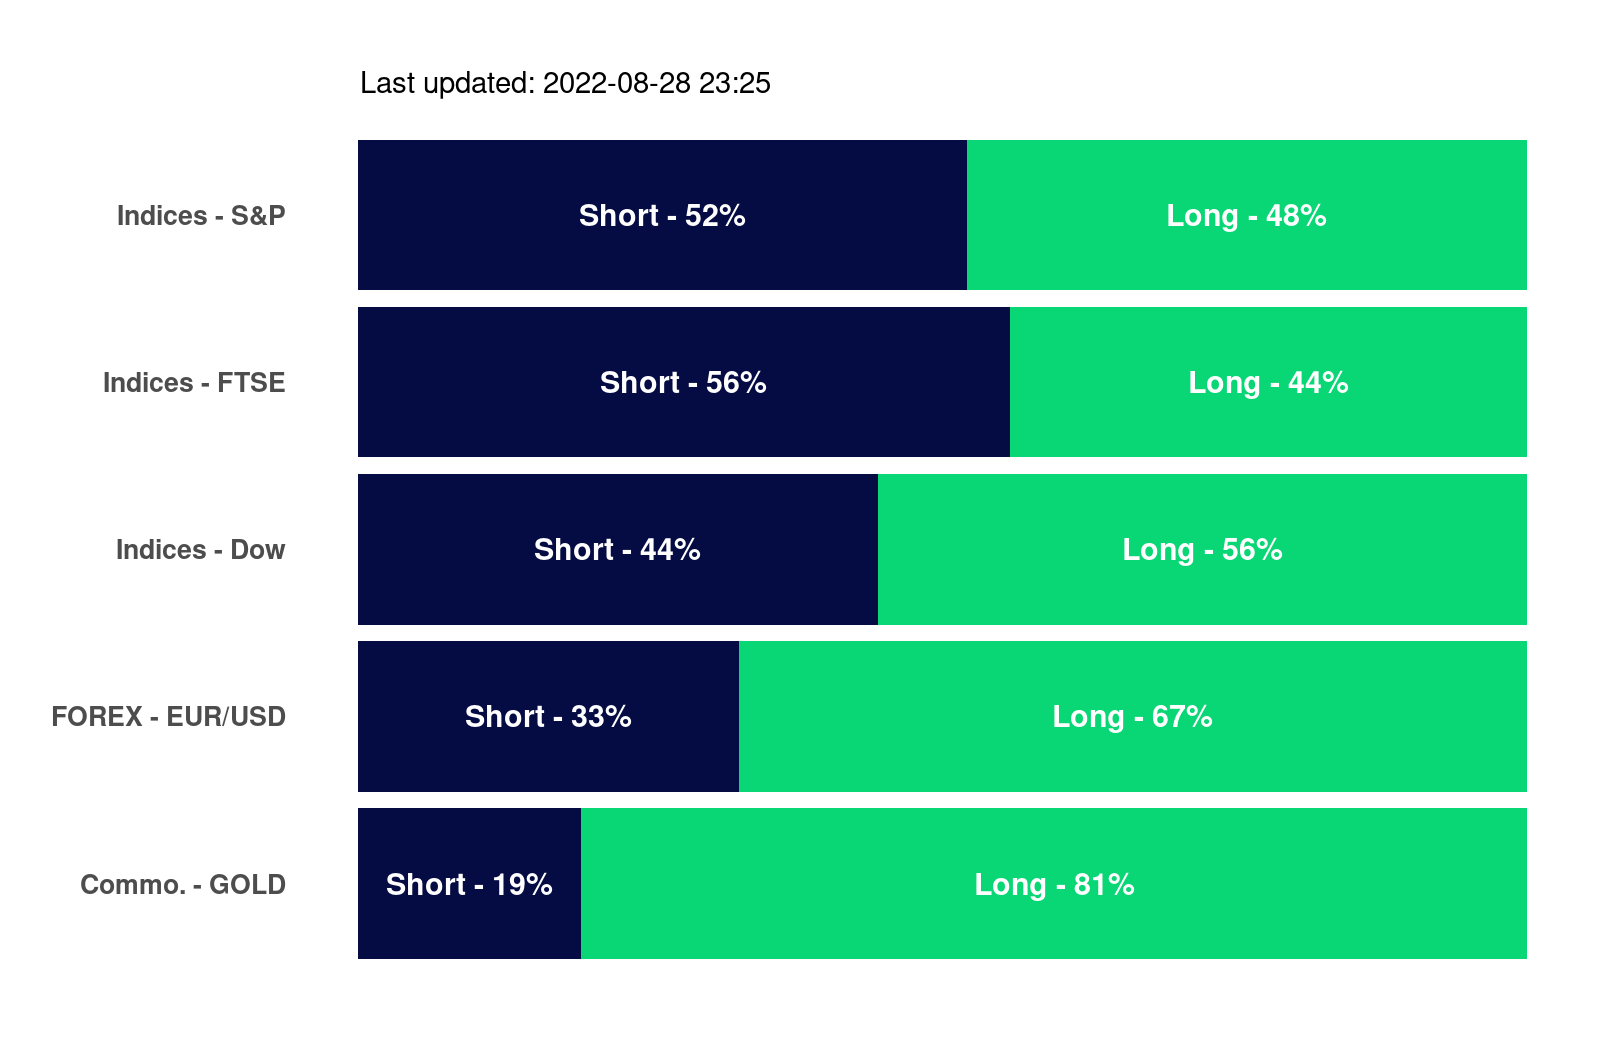 Last updated: 2022-08-28 23:25
Indices - S&P Short - 52% Long - 48%
Indices - FTSE Short - 56% Long - 44%
Indices - Dow Short - 44% Long - 56%
FOREX - EUR/USD Short - 33% Long - 67%
Commo. - GOLD Short - 19% Long - 81%